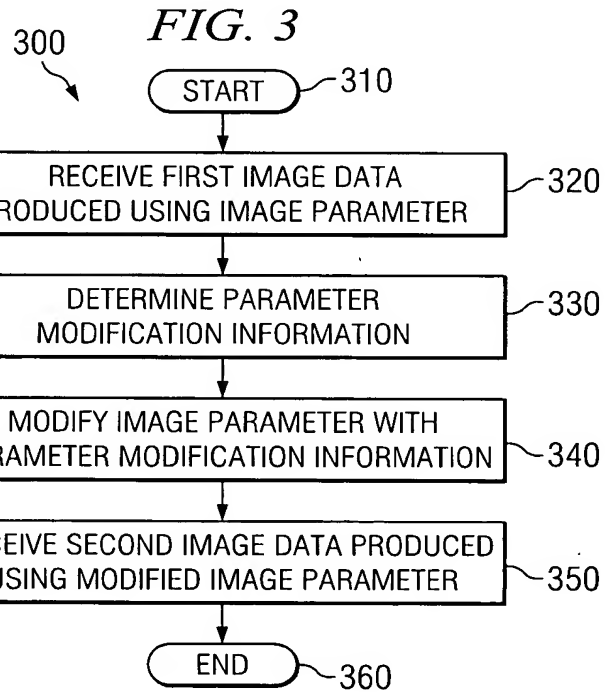 FIG. 3
300
START
310
RECEIVE FIRST IMAGE DATA
RODUCED USING IMAGE PARAMETER
320
DETERMINE PARAMETER
MODIFICATION INFORMATION
330
MODIFY IMAGE PARAMETER WITH
RAMETER MODIFICATION INFORMATION
340
CEIVE SECOND IMAGE DATA PRODUCED
USING MODIFIED IMAGE PARAMETER
350
END
360